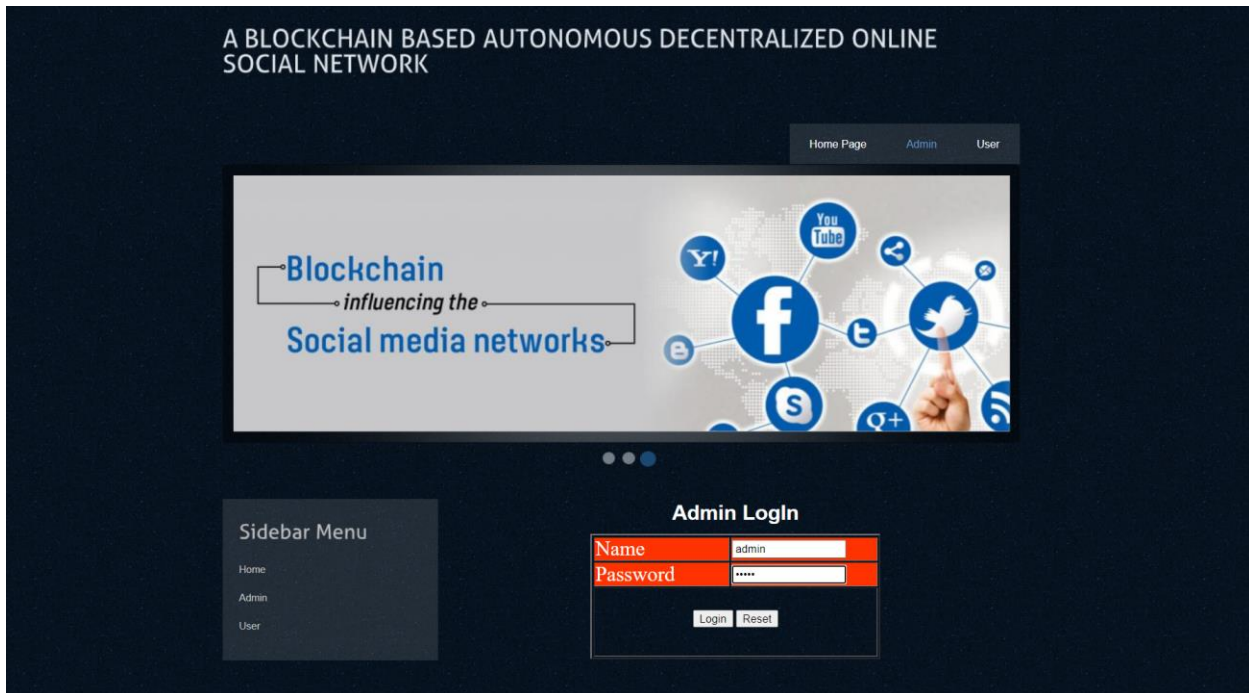 A BLOCKCHAIN BASED AUTONOMOUS DECENTRALIZED ONLINE
SOCIAL NETWORK
Home Page Admin User
Blockchain
influencing the
Social media networks
Y!
You
Tube
f
t
B
S
g+
Sidebar Menu
Home
Admin
User
Admin LogIn
Name admin
Password •••••
Login Reset